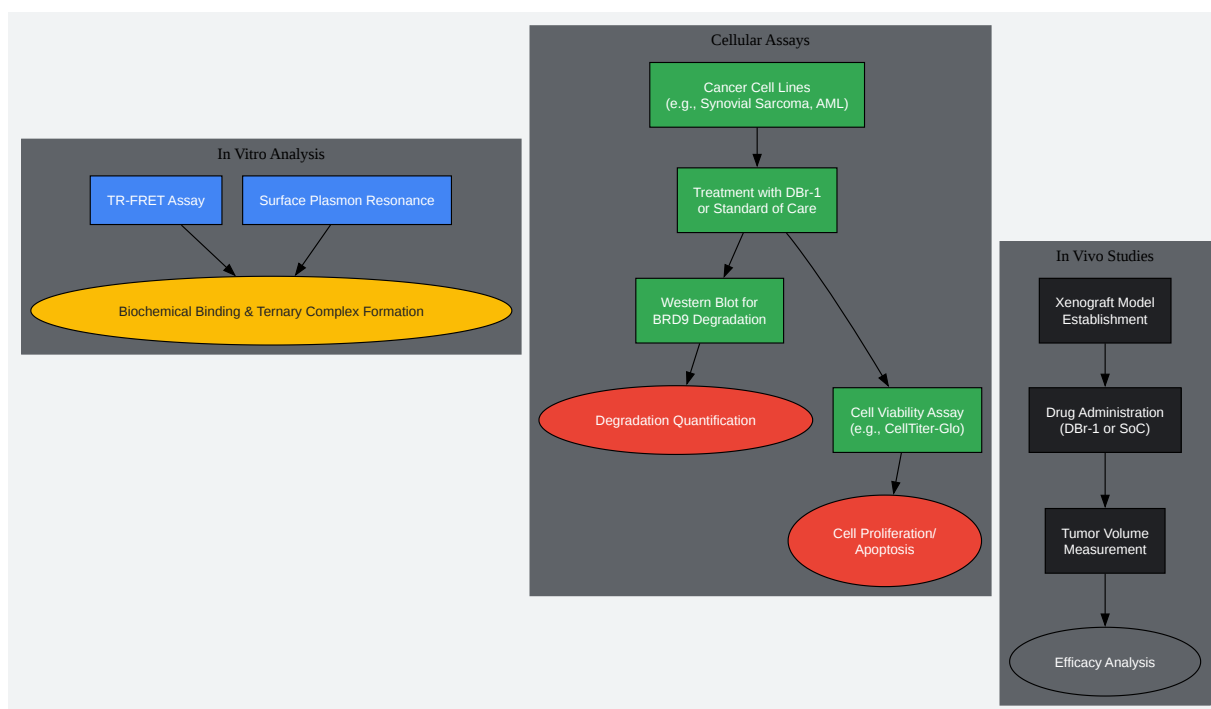 In Vitro Analysis
TR-FRET Assay
Surface Plasmon Resonance
Biochemical Binding & Ternary Complex Formation
Cellular Assays
Cancer Cell Lines
(e.g., Synovial Sarcoma, AML)
Treatment with DBr-1
or Standard of Care
Western Blot for
BRD9 Degradation
Degradation Quantification
Cell Viability Assay
(e.g., CellTiter-Glo)
Cell Proliferation/
Apoptosis
In Vivo Studies
Xenograft Model
Establishment
Drug Administration
(DBr-1 or SoC)
Tumor Volume
Measurement
Efficacy Analysis